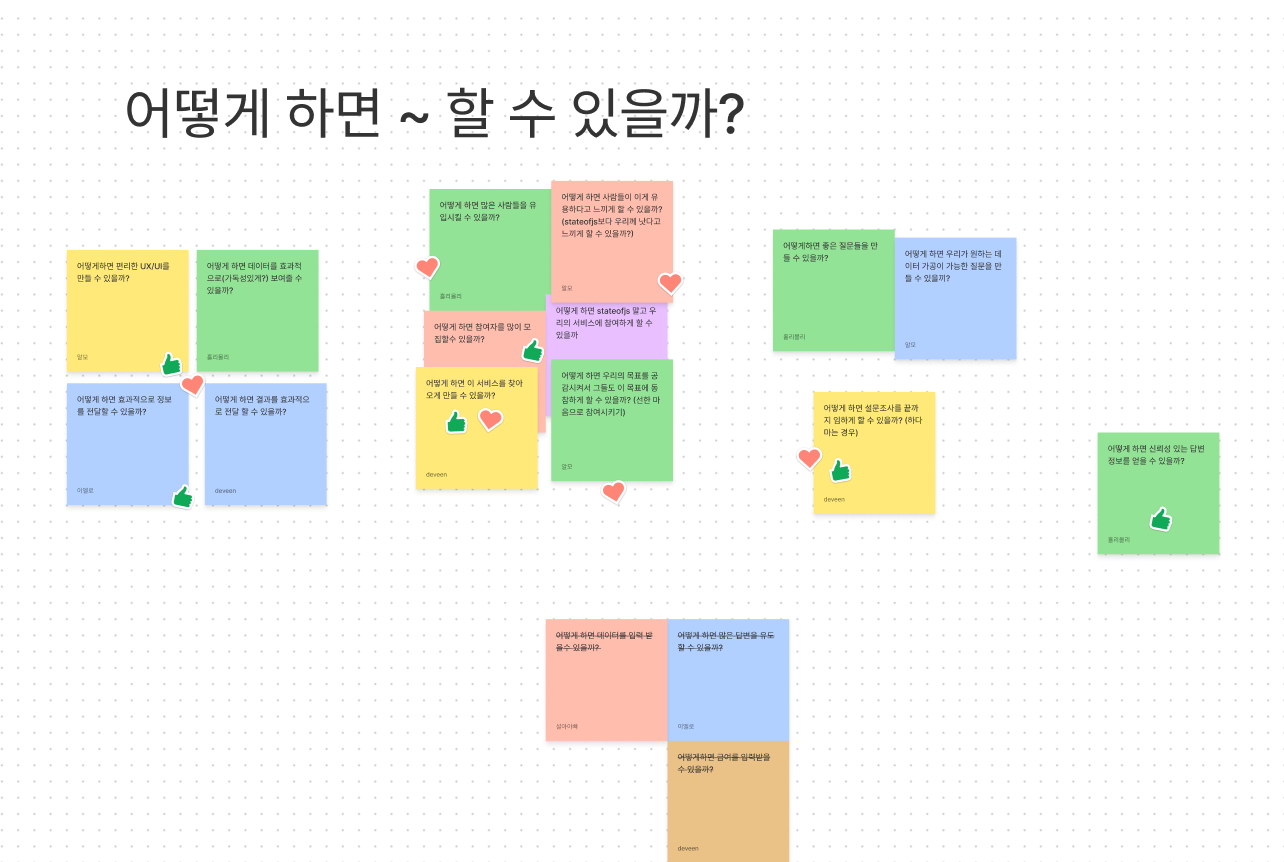 어떻게 하면 ~ 할 수 있을까?
어떻게하면 편리한 UX/UI를
만들 수 있을까?
알모
어떻게 하면 데이터를 효과적
으로(가독성있게?) 보여줄 수
있을까?
홀리몰리
어떻게 하면 효과적으로 정보
를 전달할 수 있을까?
어떻게 하면 결과를 효과적으
로 전달 할 수 있을까?
deveen
어떻게 하면 많은 사람들을 유
입시킬 수 있을까?
홀리몰리
어떻게 하면 사람들이 이게 유
용하다고 느끼게 할 수 있을까?
(stateofjs보다 우리께 낫다고
느끼게 할 수 있을까?)
알모
어떻게 하면 참여자를 많이 모
집할수 있을까?
어떻게 하면 stateofjs 말고 우
리의 서비스에 참여하게 할 수
있을까
어떻게 하면 이 서비스를 찾아
오게 만들 수 있을까?
deveen
어떻게 하면 우리의 목표를 공
감시켜서 그들도 이 목표에 동
참하게 할 수 있을까? (선한 마
음으로 참여시키기)
알모
어떻게하면 좋은 질문들을 만
들 수 있을까?
홀리몰리
어떻게 하면 우리가 원하는 데
이터 가공이 가능한 질문을 만
들 수 있을까?
알모
어떻게 하면 설문조사를 끝까
지 임하게 할 수 있을까? (하다
마는 경우)
deveen
어떻게 하면 신뢰성 있는 답변
정보를 얻을 수 있을까?
홀리몰리
어떻게 하면 데이터를 입력 받
을수 있을까?
어떻게 하면 많은 답변을 유도
할 수 있을까?
어떻게하면 급여를 입력받을
수 있을까?
deveen